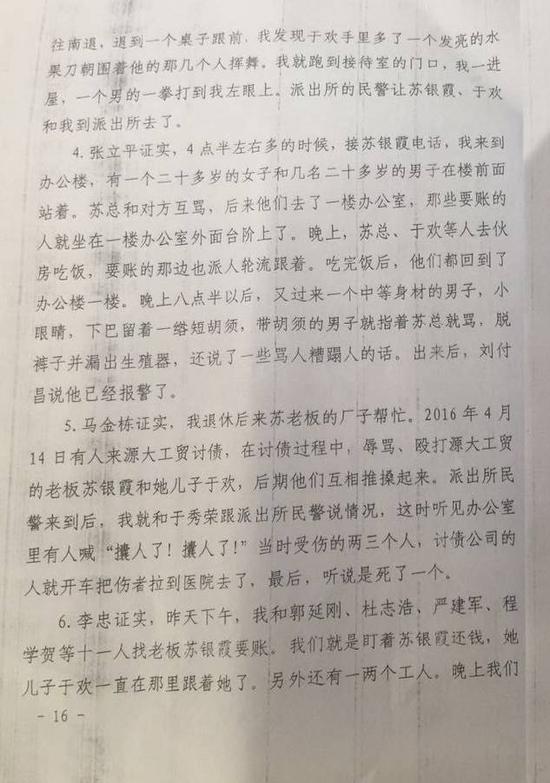 往南退，退到一个桌子跟前，我发现于欢手里多了一个发亮的水
果刀朝围着他的那几个人挥舞。我就跑到接待室的门口，我一进
屋，一个男的一拳打到我左眼上。派出所的民警让苏银霞、于欢
和我到派出所去了。
4.张立平证实，4点半左右多的时候，接苏银霞电话，我来到
办公楼，有一个二十多岁的女子和几名二十多岁的男子在楼前面
站着。苏总和对方互骂，后来他们去了一楼办公室，那些要账的
人就坐在一楼办公室外面台阶上了。晚上，苏总、于欢等人去伙
房吃饭，要账的那边也派人轮流跟着。吃完饭后，他们都回到了
办公楼一楼。晚上八点半以后，又过来一个中等身材的男子，小
眼睛，下巴留着一绺短胡须，带胡须的男子就指着苏总就骂，脱
裤子并漏出生殖器，还说了一些骂人糟蹋人的话。出来后，刘付
昌说他已经报警了。
5.马金栋证实，我退休后来苏老板的厂子帮忙。2016年4月
14日有人来源大工贸讨债，在讨债过程中，辱骂、殴打源大工贸
的老板苏银霞和她儿子于欢，后期他们互相推搡起来。派出所民
警来到后，我就和于秀荣跟派出所民警说情况，这时听见办公室
里有人喊“攮人了！攮人了！”当时受伤的两三个人，讨债公司的
人就开车把伤者拉到医院去了，最后，听说是死了一个。
6.李忠证实，昨天下午，我和郭延刚、杜志浩、严建军、程
学贺等十一人找老板苏银霞要账。我们就是盯着苏银霞还钱，她
儿子于欢一直在那里跟着她了。另外还有一两个工人。晚上我们
- 16 -